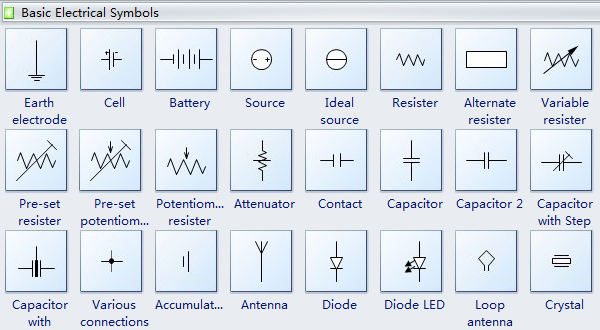 Basic Electrical Symbols
Earth electrode
Cell
Battery
Source
Ideal source
Resister
Alternate resister
Variable resister
Pre-set resister
Pre-set potentiom...
Potentiom... resister
Attenuator
Contact
Capacitor
Capacitor 2
Capacitor with Step
Capacitor with
Various connections
Accumulat...
Antenna
Diode
Diode LED
Loop antenna
Crystal